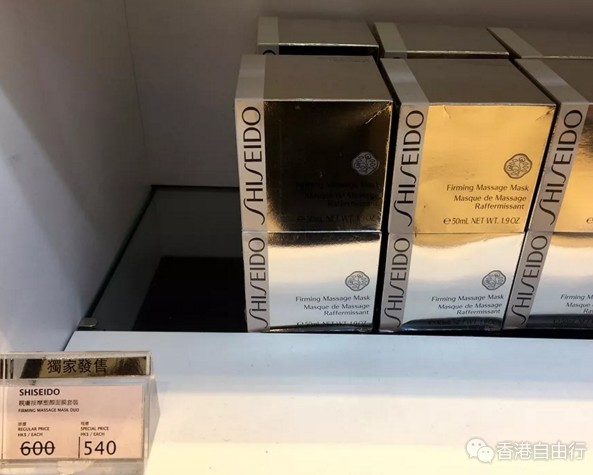 SHISEIDO
Firming Massage Mask
Masque de Massage
Raffermissant
SHISEIDO
Firming Massage Mask
Masque de Massage
Raffermissant
℮50mL NET WT. 1.9 OZ
SHISEIDO
Firming Massage Mask
Masque de Massage
Raffermissant
SHISEIDO
Firming Massage Mask
Masque de Massage
Raffermissant
SHISEIDO
SHISEIDO
獨家發售
SHISEIDO
FIRMING MASSAGE MASK DUO
REGULAR PRICE
HK$ / EACH
600
SPECIAL PRICE
HK$ / EACH
540
香港自由行